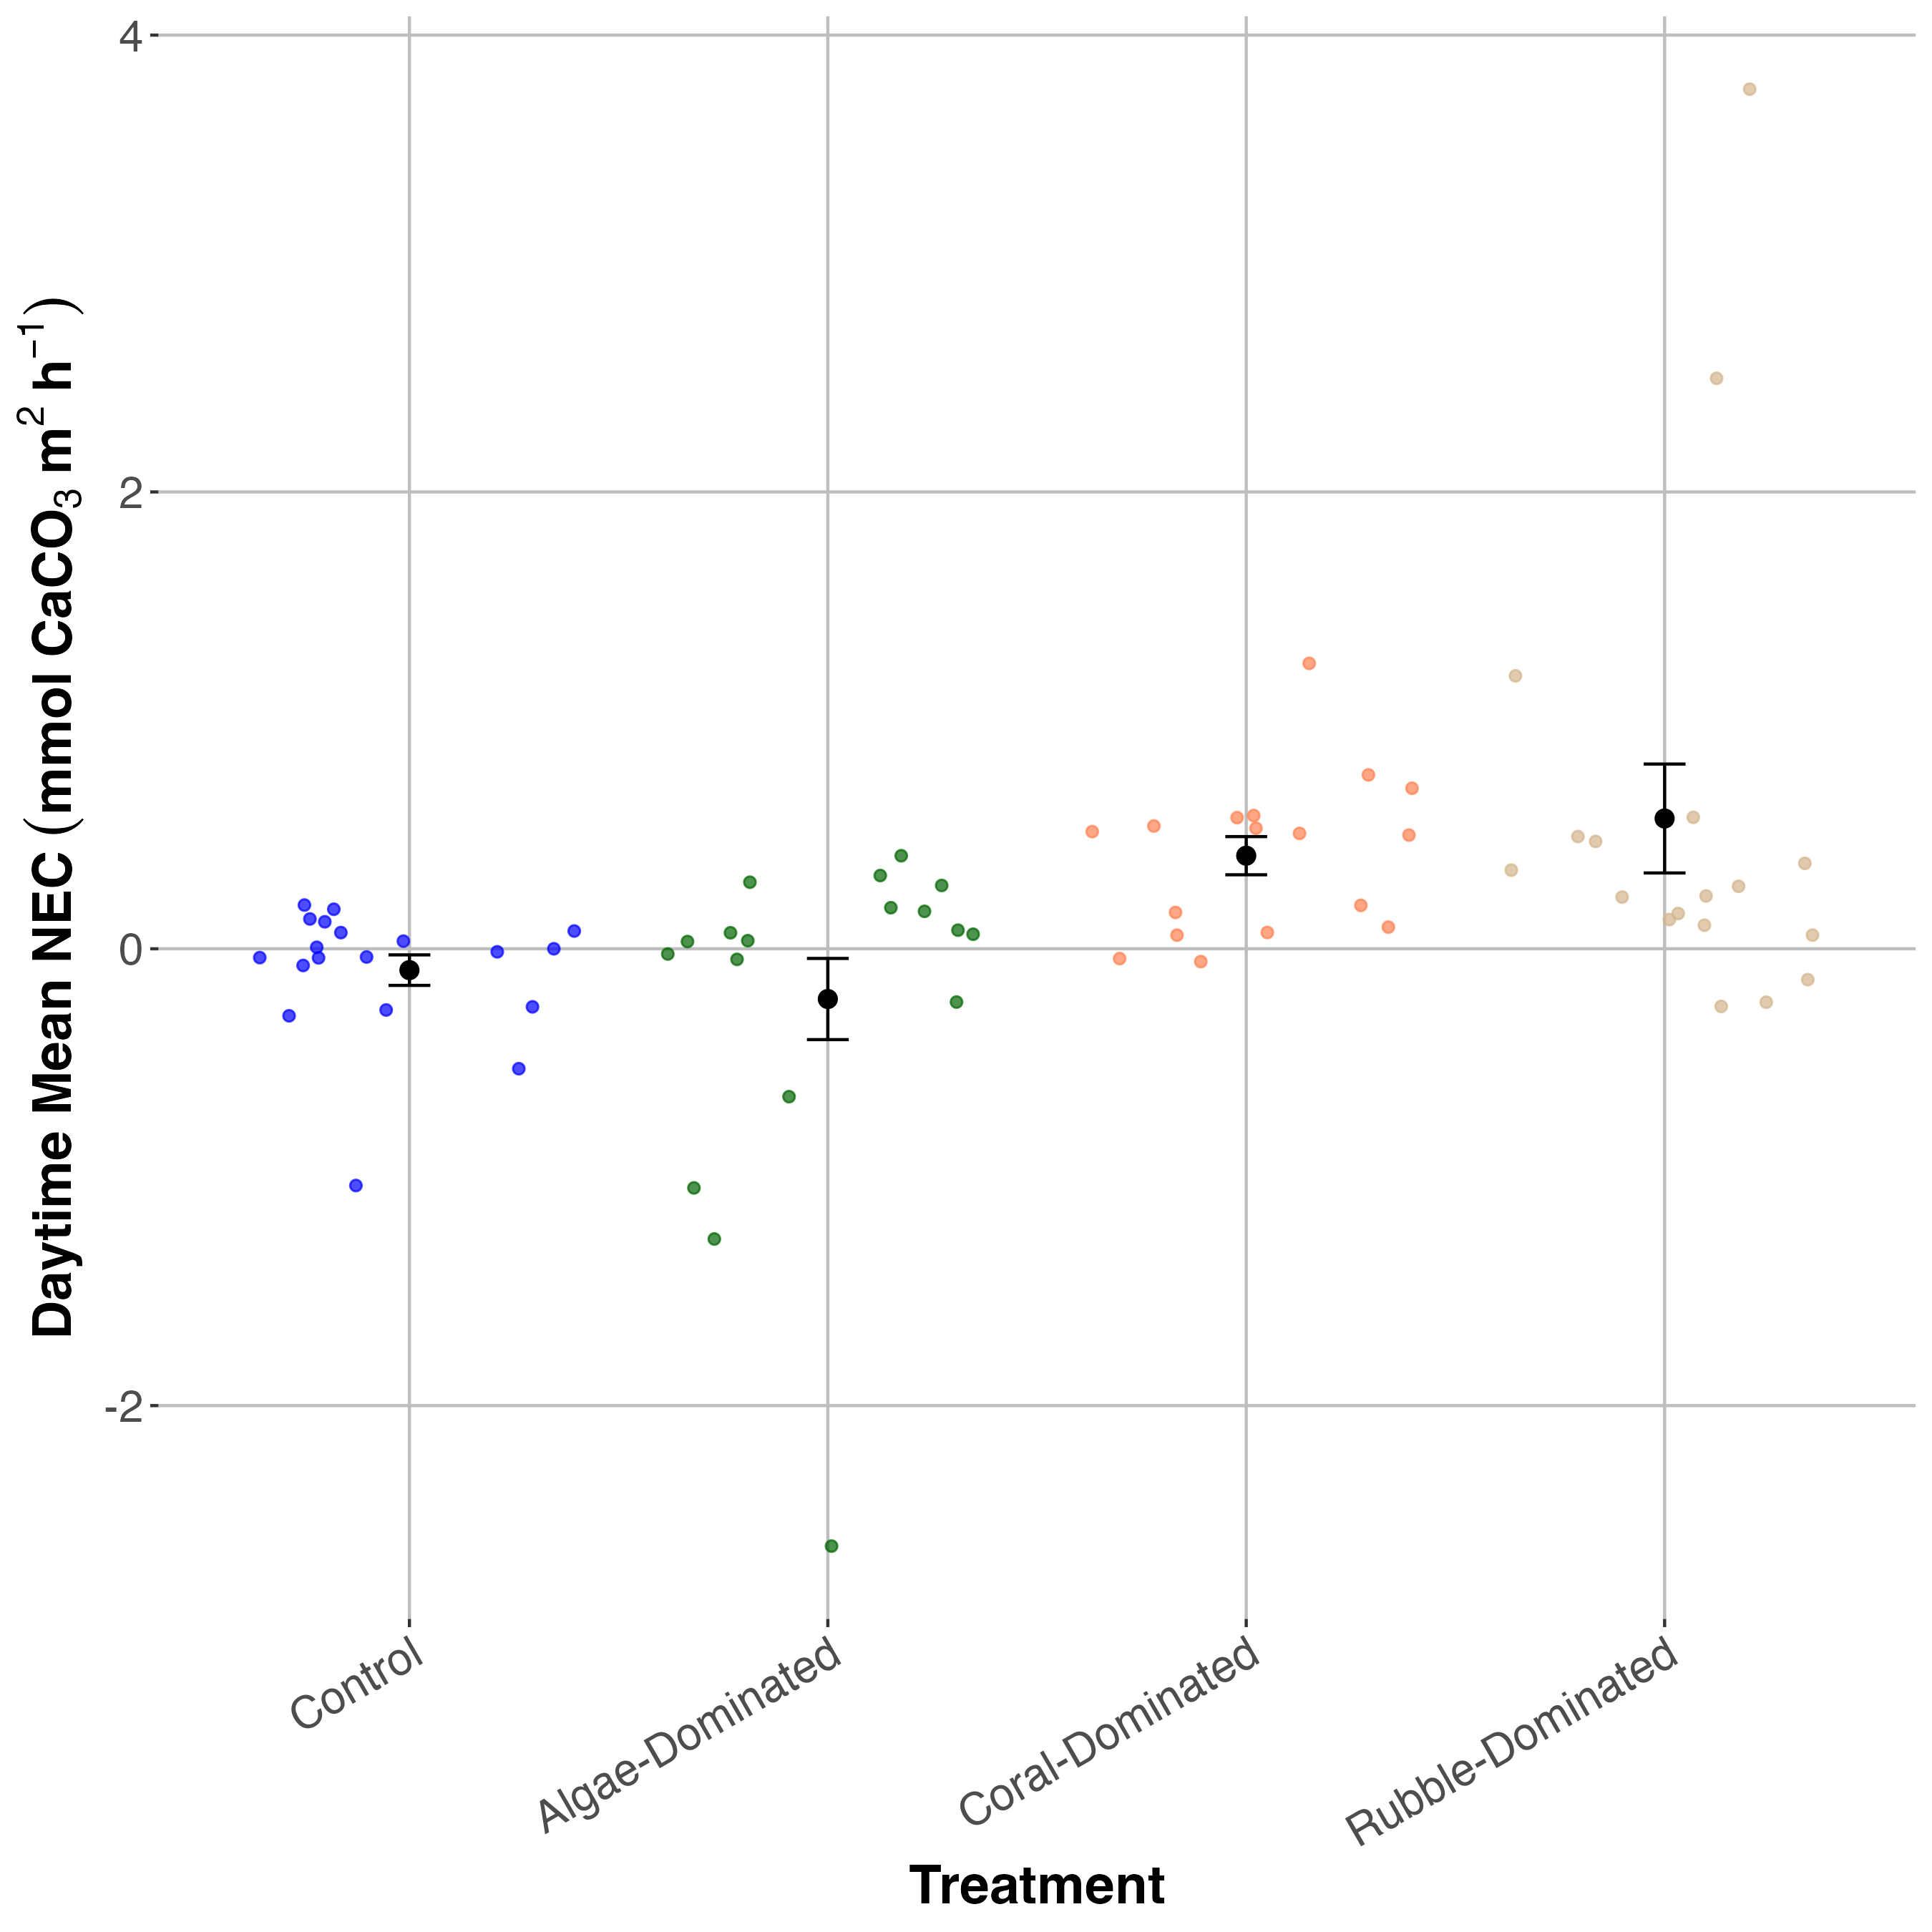 Daytime Mean NEC (mmol CaCO₃ m² h⁻¹)
4
2
0
-2
Control
Algae-Dominated
Coral-Dominated
Rubble-Dominated
Treatment